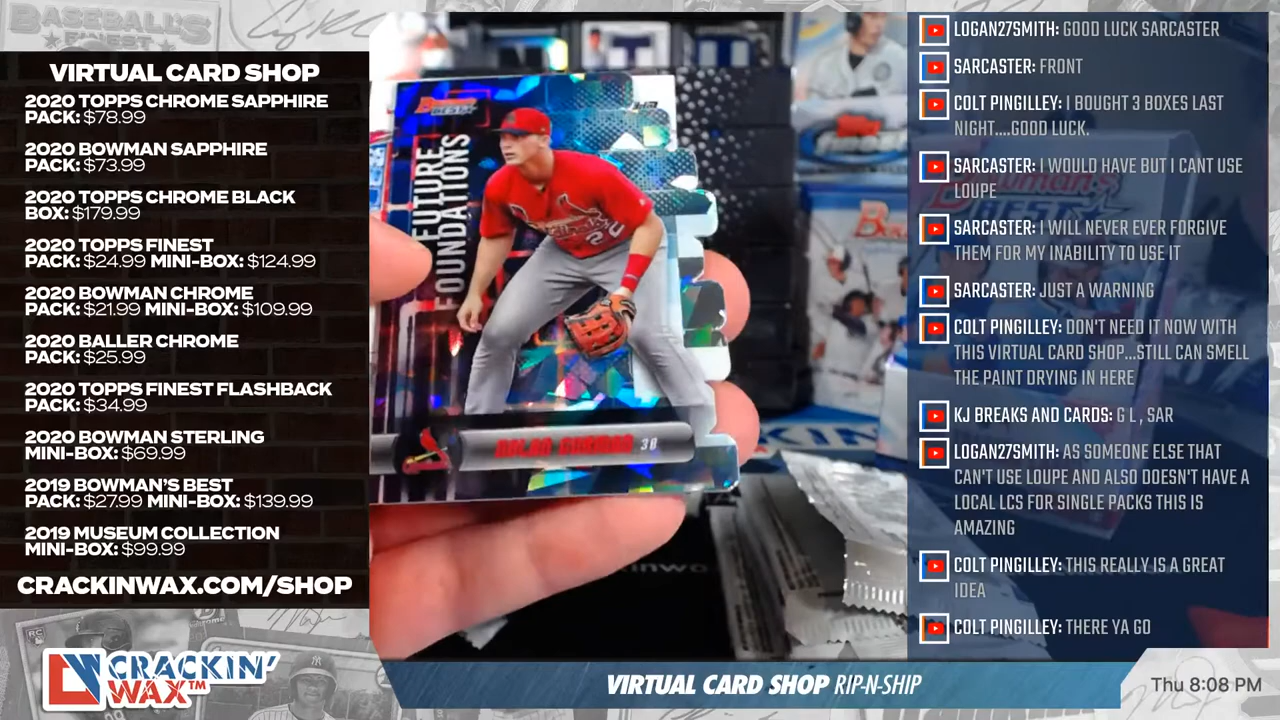 BASEBALL'S
FINEST
VIRTUAL CARD SHOP
2020 TOPPS CHROME SAPPHIRE
PACK: $78.99
2020 BOWMAN SAPPHIRE
PACK: $73.99
2020 TOPPS CHROME BLACK
BOX: $179.99
2020 TOPPS FINEST
PACK: $24.99 MINI-BOX: $124.99
2020 BOWMAN CHROME
PACK: $21.99 MINI-BOX: $109.99
2020 BALLER CHROME
PACK: $25.99
2020 TOPPS FINEST FLASHBACK
PACK: $34.99
2020 BOWMAN STERLING
MINI-BOX: $69.99
2019 BOWMAN'S BEST
PACK: $27.99 MINI-BOX: $139.99
2019 MUSEUM COLLECTION
MINI-BOX: $99.99
CRACKINWAX.COM/SHOP
RC
CRACKIN'
WAX™
FUTURE
FOUNDATIONS
3B
VIRTUAL CARD SHOP RIP-N-SHIP
LOGAN27SMITH: GOOD LUCK SARCASTER
SARCASTER: FRONT
COLT PINGILLEY: I BOUGHT 3 BOXES LAST
NIGHT....GOOD LUCK.
SARCASTER: I WOULD HAVE BUT I CANT USE
LOUPE
SARCASTER: I WILL NEVER EVER FORGIVE
THEM FOR MY INABILITY TO USE IT
SARCASTER: JUST A WARNING
COLT PINGILLEY: DON'T NEED IT NOW WITH
THIS VIRTUAL CARD SHOP...STILL CAN SMELL
THE PAINT DRYING IN HERE
KJ BREAKS AND CARDS: G L , SAR
LOGAN27SMITH: AS SOMEONE ELSE THAT
CAN'T USE LOUPE AND ALSO DOESN'T HAVE A
LOCAL LCS FOR SINGLE PACKS THIS IS
AMAZING
COLT PINGILLEY: THIS REALLY IS A GREAT
IDEA
COLT PINGILLEY: THERE YA GO
Thu 8:08 PM